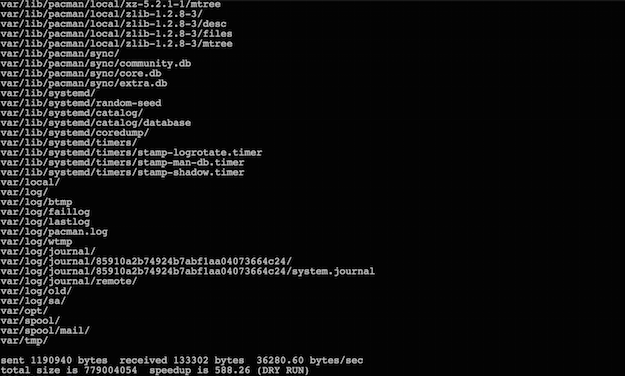 var/lib/pacman/local/xz-5.2.1-1/mtree
var/lib/pacman/local/zlib-1.2.8-3/
var/lib/pacman/local/zlib-1.2.8-3/desc
var/lib/pacman/local/zlib-1.2.8-3/files
var/lib/pacman/local/zlib-1.2.8-3/mtree
var/lib/pacman/sync/
var/lib/pacman/sync/community.db
var/lib/pacman/sync/core.db
var/lib/pacman/sync/extra.db
var/lib/systemd/
var/lib/systemd/random-seed
var/lib/systemd/catalog/
var/lib/systemd/catalog/database
var/lib/systemd/coredump/
var/lib/systemd/timers/
var/lib/systemd/timers/stamp-logrotate.timer
var/lib/systemd/timers/stamp-man-db.timer
var/lib/systemd/timers/stamp-shadow.timer
var/local/
var/log/
var/log/btmp
var/log/faillog
var/log/lastlog
var/log/pacman.log
var/log/wtmp
var/log/journal/
var/log/journal/85910a2b74924b7abf1aa04073664c24/
var/log/journal/85910a2b74924b7abf1aa04073664c24/system.journal
var/log/journal/remote/
var/log/old/
var/log/sa/
var/opt/
var/spool/
var/spool/mail/
var/tmp/
sent 1190940 bytes  received 133302 bytes  36280.60 bytes/sec
total size is 779004054  speedup is 588.26 (DRY RUN)